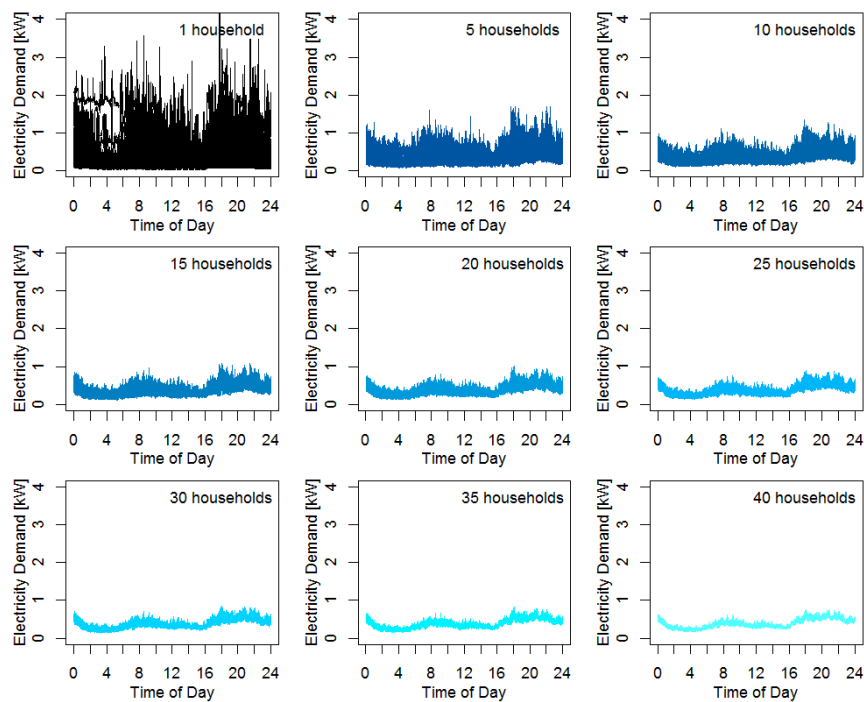 1 household
Electricity Demand [kW]
4
3
2
1
0
0 4 8 12 16 20 24
Time of Day
5 households
Electricity Demand [kW]
4
3
2
1
0
0 4 8 12 16 20 24
Time of Day
10 households
Electricity Demand [kW]
4
3
2
1
0
0 4 8 12 16 20 24
Time of Day
15 households
Electricity Demand [kW]
4
3
2
1
0
0 4 8 12 16 20 24
Time of Day
20 households
Electricity Demand [kW]
4
3
2
1
0
0 4 8 12 16 20 24
Time of Day
25 households
Electricity Demand [kW]
4
3
2
1
0
0 4 8 12 16 20 24
Time of Day
30 households
Electricity Demand [kW]
4
3
2
1
0
0 4 8 12 16 20 24
Time of Day
35 households
Electricity Demand [kW]
4
3
2
1
0
0 4 8 12 16 20 24
Time of Day
40 households
Electricity Demand [kW]
4
3
2
1
0
0 4 8 12 16 20 24
Time of Day